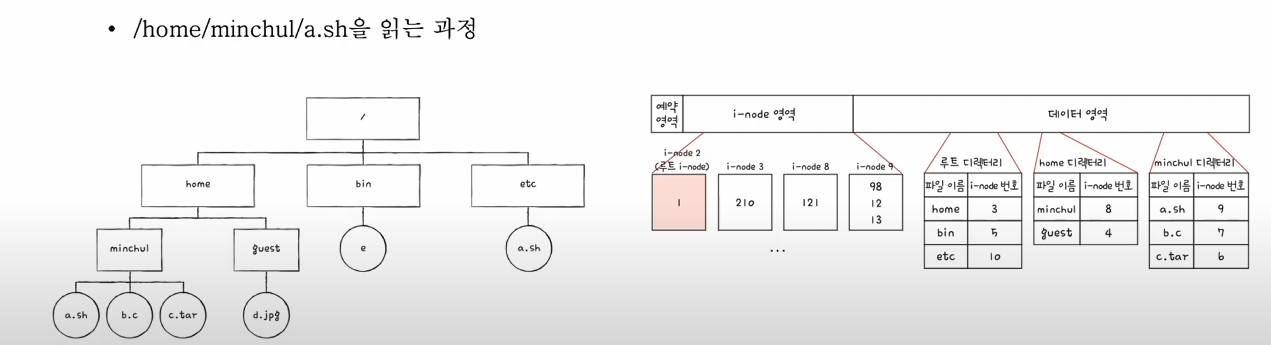 • /home/minchul/a.sh을 읽는 과정
/
home
bin
etc
minchul
guest
e
a.sh
a.sh
b.c
c.tar
d.jpg
예약
영역
i-node 영역
데이터 영역
i-node 2
(루트 i-node)
i-node 3
i-node 8
i-node 9
1
210
121
98
12
13
...
루트 디렉터리
파일 이름 i-node 번호
home 3
bin 5
etc 10
home 디렉터리
파일 이름 i-node 번호
minchul 8
guest 4
minchul 디렉터리
파일 이름 i-node 번호
a.sh 9
b.c 7
c.tar 6